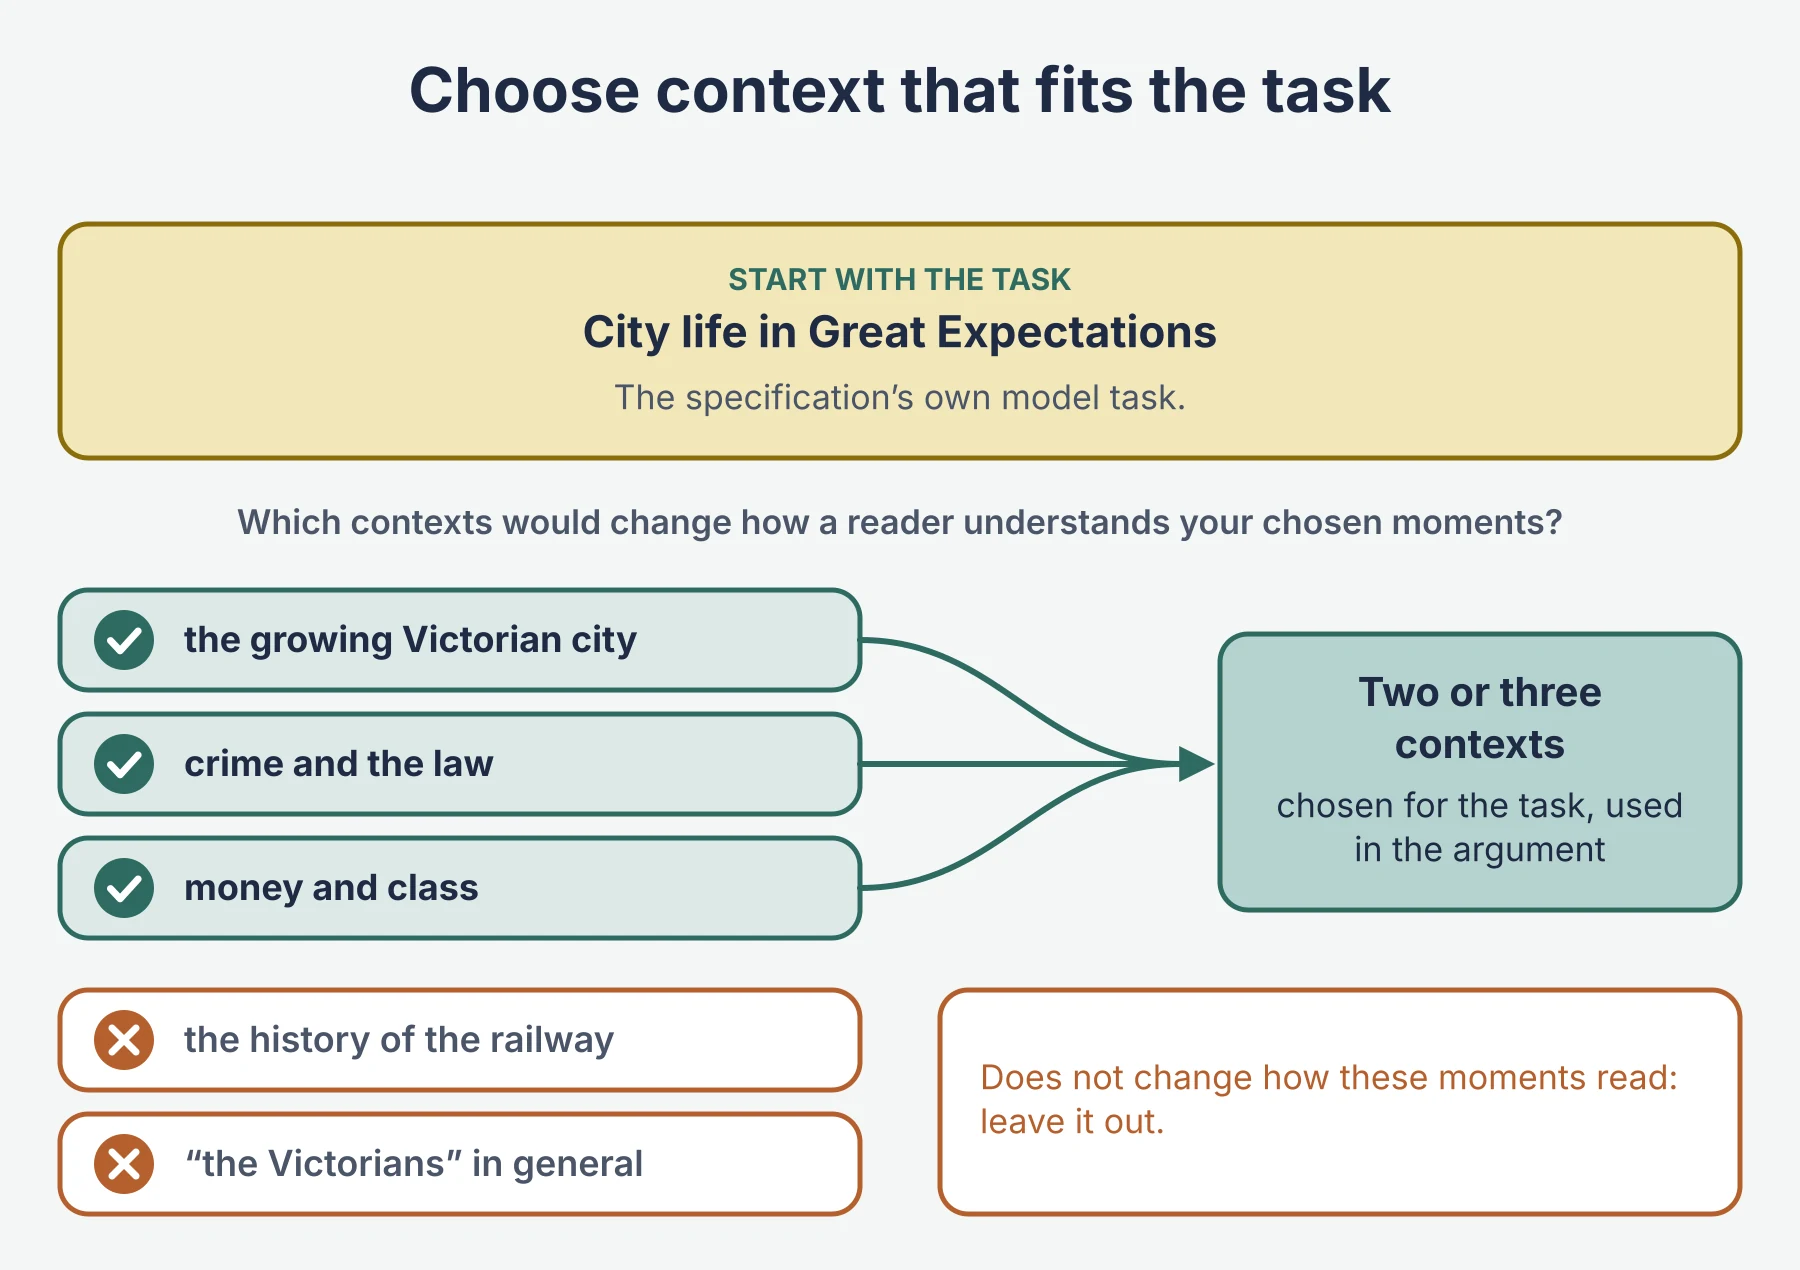 Choose context that fits the task
START WITH THE TASK
City life in Great Expectations
The specification’s own model task.
Which contexts would change how a reader understands your chosen moments?
the growing Victorian city
crime and the law
money and class
Two or three
contexts
chosen for the task, used
in the argument
the history of the railway
“the Victorians” in general
Does not change how these moments read:
leave it out.